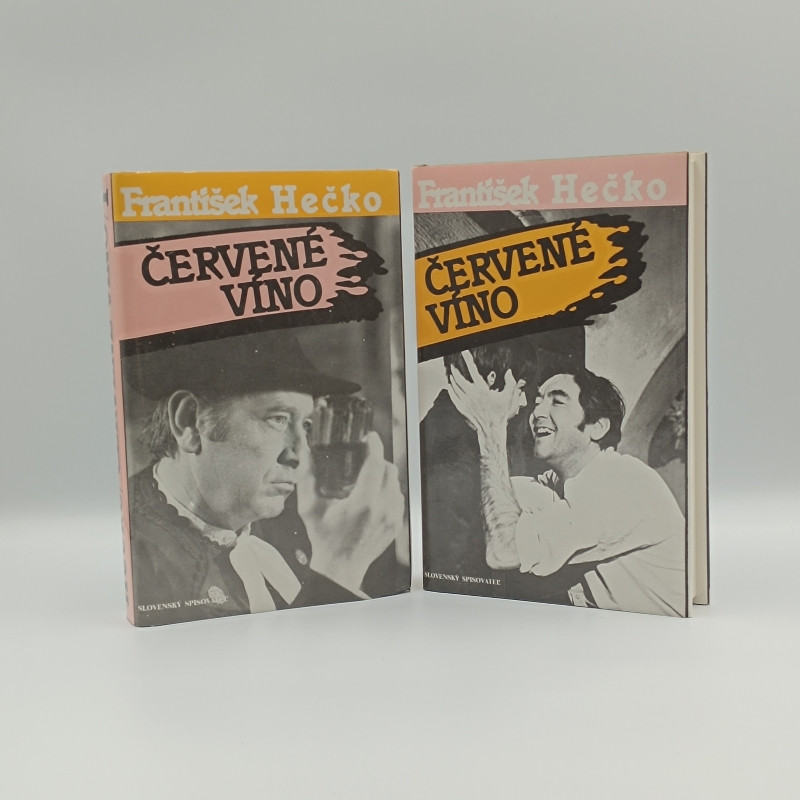 František Hečko
ČERVENÉ
VÍNO
SLOVENSKÝ SPISOVATEĽ
František Hečko
ČERVENÉ
VÍNO
SLOVENSKÝ SPISOVATEĽ